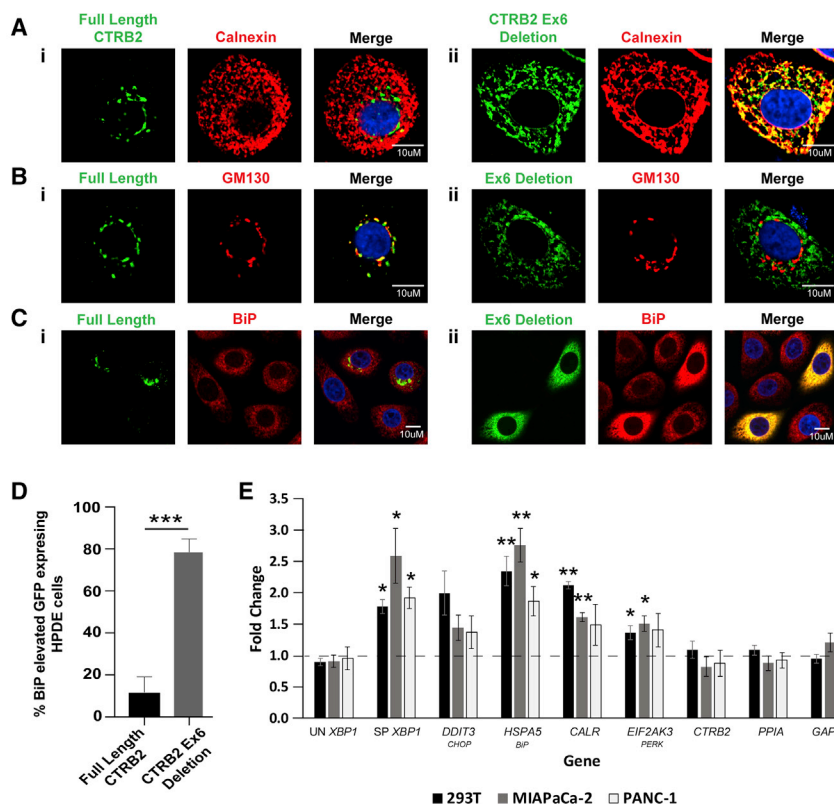 Full Length
CTRB2 Calnexin Merge
CTRB2 Ex6
Deletion Calnexin Merge
A
i
ii
10uM
10uM
B
Full Length GM130 Merge
Ex6 Deletion GM130 Merge
i
ii
10uM
10uM
C
Full Length BiP Merge
Ex6 Deletion BiP Merge
i
ii
10uM
10uM
D
% BiP elevated GFP expresing
HPDE cells
100
80
60
40
20
0
***
Full Length
CTRB2
CTRB2 Ex6
Deletion
E
Fold Change
3.5
3.0
2.5
2.0
1.5
1.0
0.5
0.0
* * *
** ** *
** **
* *
UN XBP1 SP XBP1 DDIT3 HSPA5 CALR EIF2AK3 CTRB2 PPIA GAP
CHOP BiP PERK
Gene
293T MIAPaCa-2 PANC-1